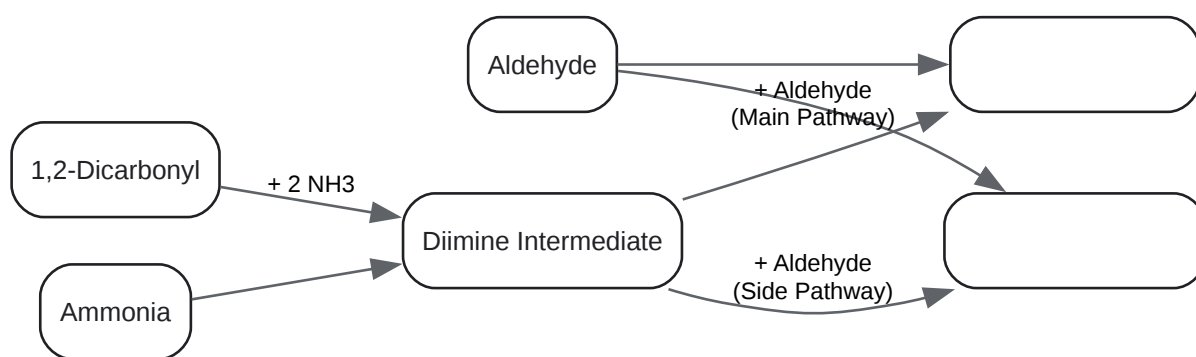 Aldehyde
+ Aldehyde
(Main Pathway)
1,2-Dicarbonyl
+ 2 NH3
Diimine Intermediate
+ Aldehyde
(Side Pathway)
Ammonia